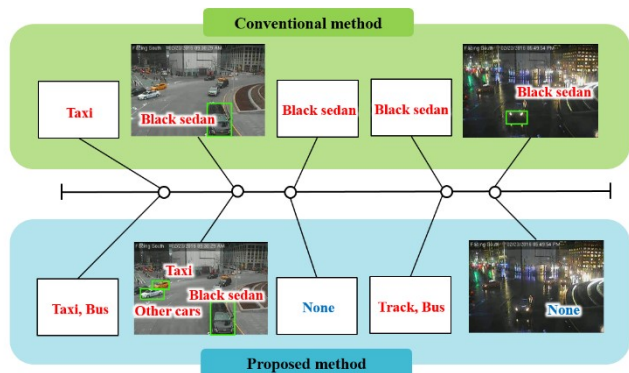 Conventional method
Taxi
Black sedan
Black sedan
Black sedan
Black sedan
Taxi, Bus
Taxi
Other cars
Black sedan
None
Track, Bus
None
Proposed method